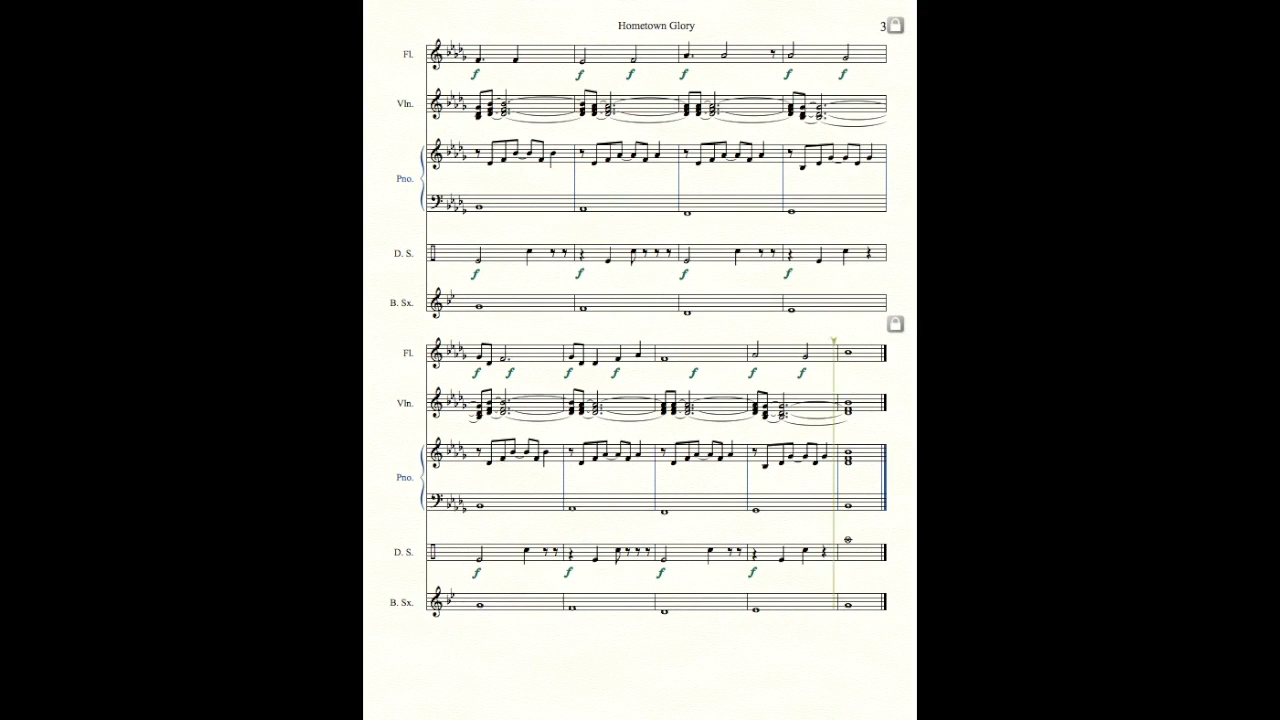 Hometown Glory
3
Fl.
f f f f f
Vln.
Pno.
D. S.
f f f f
B. Sx.
Fl.
f f f f f f f
Vln.
Pno.
D. S.
f f f f
B. Sx.